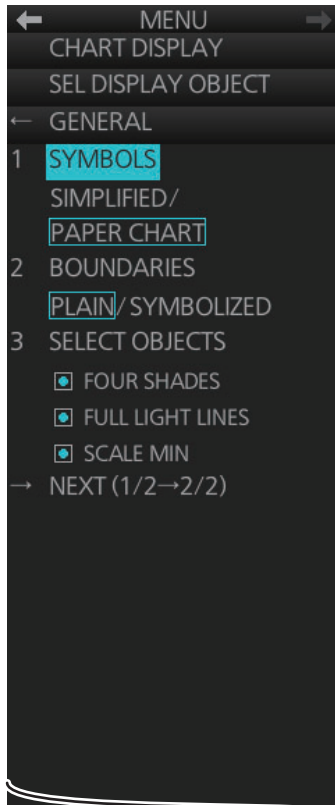 ← MENU →
CHART DISPLAY
SEL DISPLAY OBJECT
← GENERAL
1 SYMBOLS
SIMPLIFIED/
PAPER CHART
2 BOUNDARIES
PLAIN/SYMBOLIZED
3 SELECT OBJECTS
FOUR SHADES
FULL LIGHT LINES
SCALE MIN
→ NEXT (1/2→2/2)